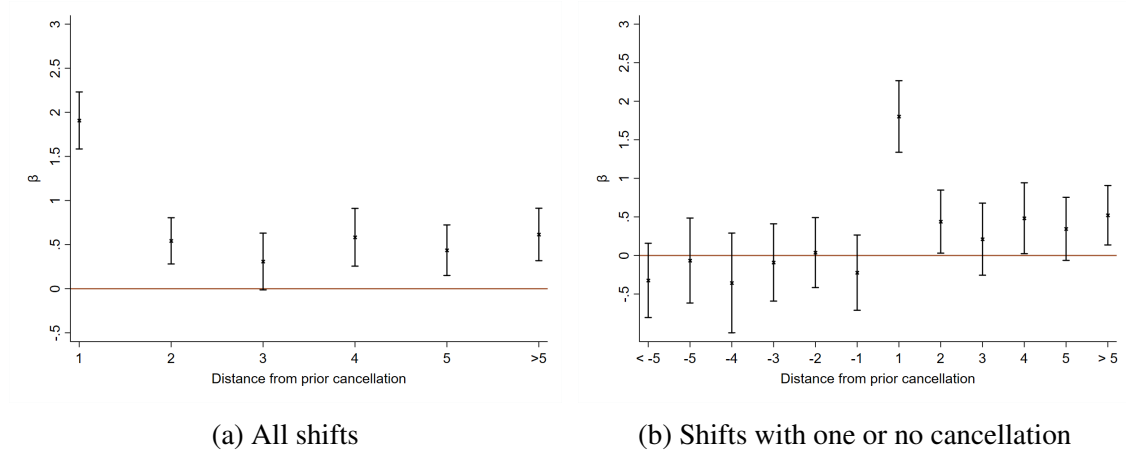 3
2.5
2
1.5
1
.5
0
-.5
β
1 2 3 4 5 >5
Distance from prior cancellation
(a) All shifts
3
2.5
2
1.5
1
.5
0
-.5
β
< -5 -5 -4 -3 -2 -1 1 2 3 4 5 > 5
Distance from prior cancellation
(b) Shifts with one or no cancellation